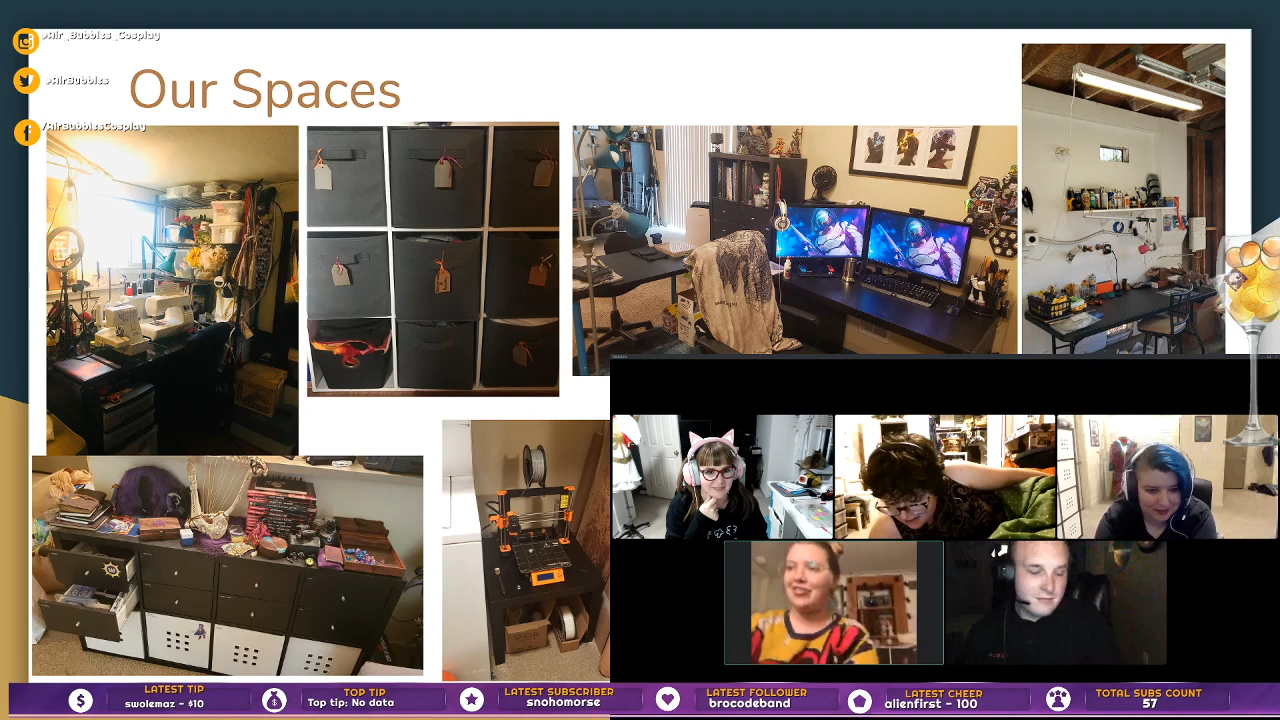 @Air_Bubbles_Cosplay
@AirBubbles
/AirBubblesCosplay
Our Spaces
LATEST TIP
swolemaz - $10
TOP TIP
Top tip: No data
LATEST SUBSCRIBER
snohomorse
LATEST FOLLOWER
brocodeband
LATEST CHEER
alienfirst - 100
TOTAL SUBS COUNT
57